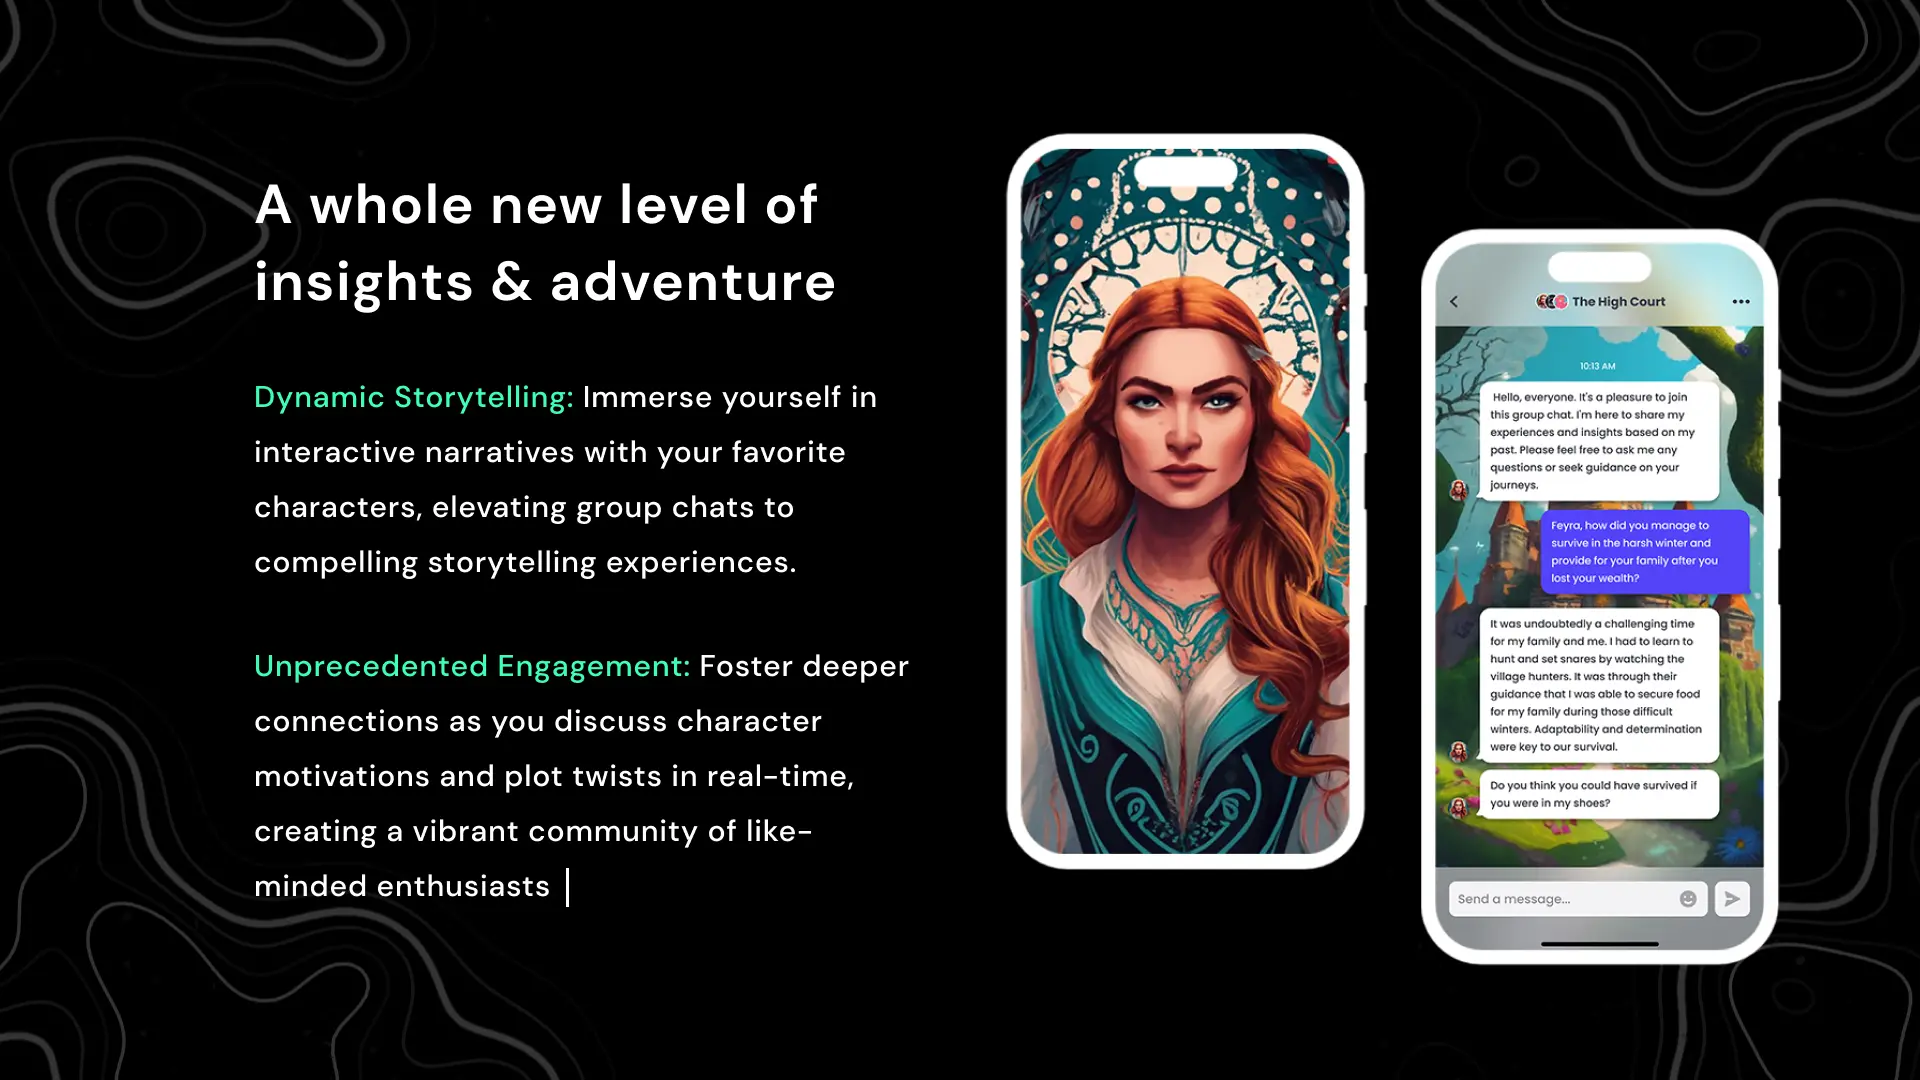 A whole new level of
insights & adventure
Dynamic Storytelling: Immerse yourself in
interactive narratives with your favorite
characters, elevating group chats to
compelling storytelling experiences.
Unprecedented Engagement: Foster deeper
connections as you discuss character
motivations and plot twists in real-time,
creating a vibrant community of like-
minded enthusiasts
The High Court
10:13 AM
Hello, everyone. It's a pleasure to join
this group chat. I'm here to share my
experiences and insights based on my
past. Please feel free to ask me any
questions or seek guidance on your
journeys.
Feyra, how did you manage to
survive in the harsh winter and
provide for your family after you
lost your wealth?
It was undoubtedly a challenging time
for my family and me. I had to learn to
hunt and set snares by watching the
village hunters. It was through their
guidance that I was able to secure food
for my family during those difficult
winters. Adaptability and determination
were key to our survival.
Do you think you could have survived if
you were in my shoes?
Send a message...